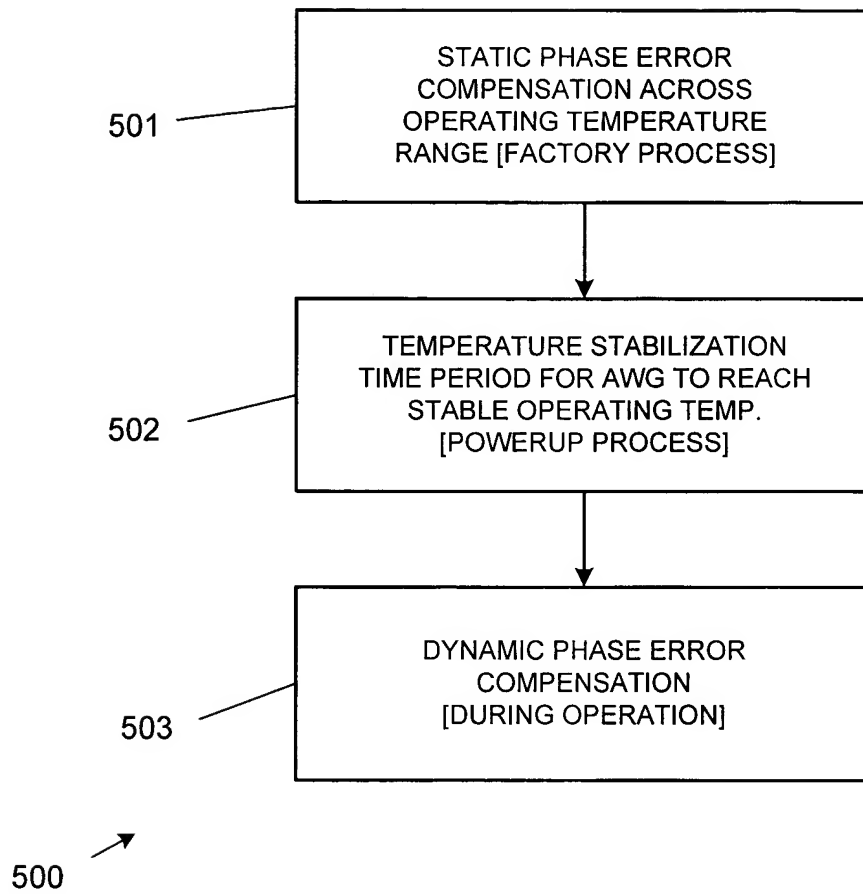 STATIC PHASE ERROR
COMPENSATION ACROSS
OPERATING TEMPERATURE
RANGE [FACTORY PROCESS]
501
TEMPERATURE STABILIZATION
TIME PERIOD FOR AWG TO REACH
STABLE OPERATING TEMP.
[POWERUP PROCESS]
502
DYNAMIC PHASE ERROR
COMPENSATION
[DURING OPERATION]
503
500